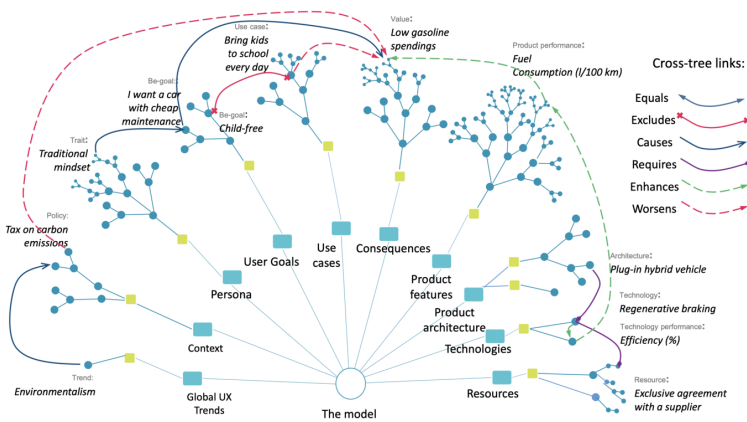 Use case:
Bring kids
to school
every day
Value:
Low gasoline
spendings
Product performance:
Fuel
Consumption (l/100 km)
Cross-tree links:
Equals
Excludes
Causes
Requires
Enhances
Worsens
Be-goal:
I want a car
with cheap
maintenance
Be-goal:
Child-free
Trait:
Traditional
mindset
Policy:
Tax on carbon
emissions
Trend:
Environmentalism
Architecture:
Plug-in hybrid vehicle
Technology:
Regenerative braking
Technology performance:
Efficiency (%)
Resource:
Exclusive agreement
with a supplier
Global UX
Trends
Context
Persona
User Goals
Use
cases
Consequences
Product
features
Product
architecture
Technologies
Resources
The model